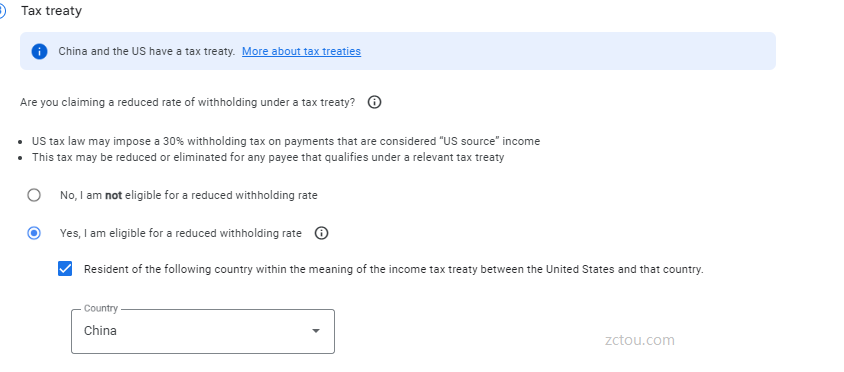 Tax treaty
China and the US have a tax treaty. More about tax treaties
Are you claiming a reduced rate of withholding under a tax treaty?
US tax law may impose a 30% withholding tax on payments that are considered “US source” income
This tax may be reduced or eliminated for any payee that qualifies under a relevant tax treaty
No, I am not eligible for a reduced withholding rate
Yes, I am eligible for a reduced withholding rate
Resident of the following country within the meaning of the income tax treaty between the United States and that country.
Country
China
zctou.com